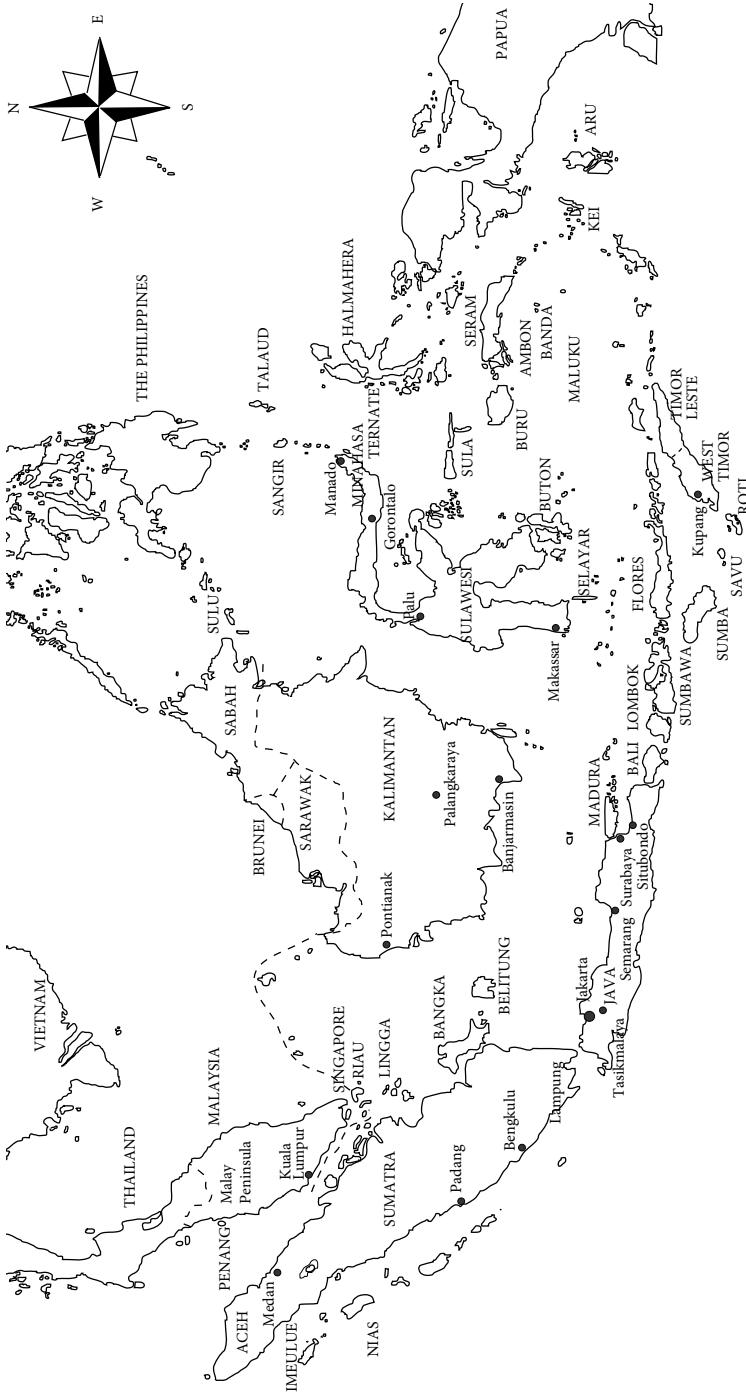 N
E
S
W
THE PHILIPPINES
VIETNAM
THAILAND
MALAYSIA
Malay
Peninsula
PENANG
Kuala
Lumpur
SINGAPORE
RIAU
LINGGA
ACEH
Medan
IMEULUE
NIAS
SUMATRA
Padang
Bengkulu
Lampung
BANGKA
BELITUNG
BRUNEI
SABAH
SARAWAK
SULU
KALIMANTAN
Pontianak
Palangkaraya
Banjarmasin
TALAUD
SANGIR
Manado
MINAHASA
Gorontalo
Palu
SULAWESI
Makassar
BUTON
SELAYAR
HALMAHERA
TERNATE
SULA
BURU
SERAM
AMBON
BANDA
MALUKU
PAPUA
ARU
KEI
Jakarta
JAVA
Tasikmalaya
Semarang
Surabaya
Situbondo
MADURA
BALI
LOMBOK
SUMBAWA
FLORES
SUMBA
SAVU
ROTI
Kupang
WEST
TIMOR
TIMOR
LESTE